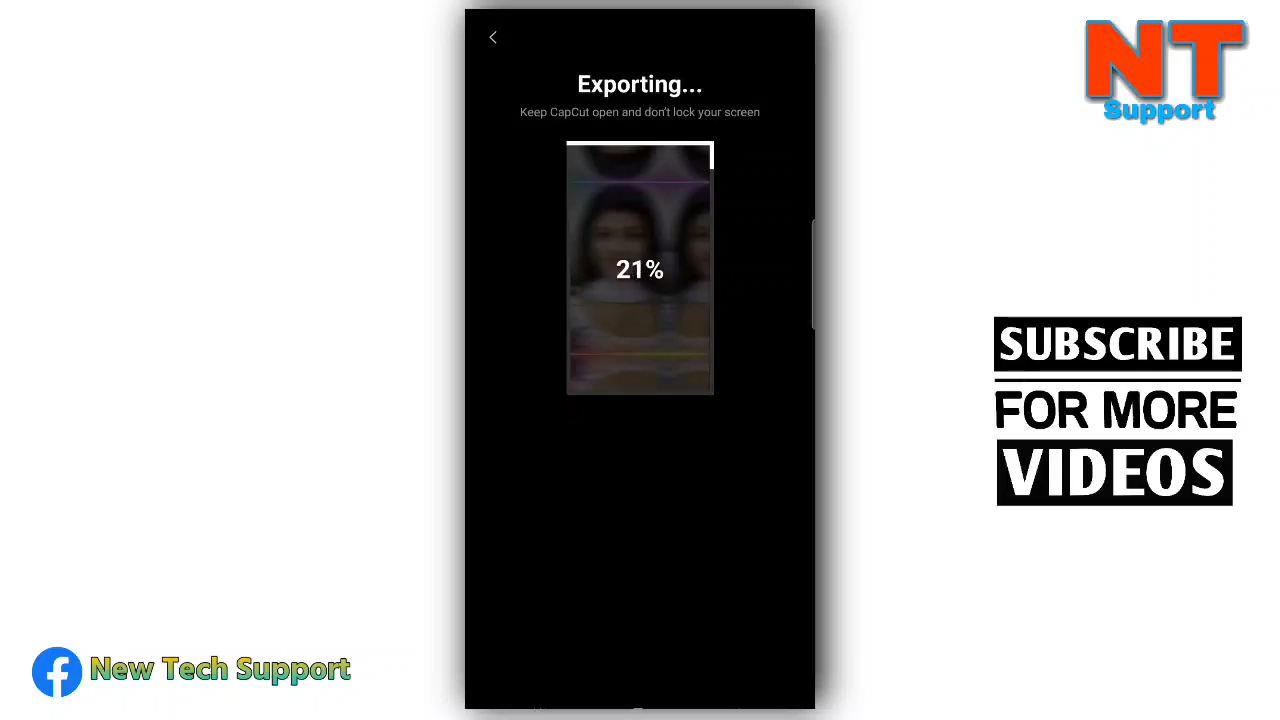 Exporting...
Keep CapCut open and don't lock your screen
21%
NT
Support
SUBSCRIBE
FOR MORE
VIDEOS
New Tech Support